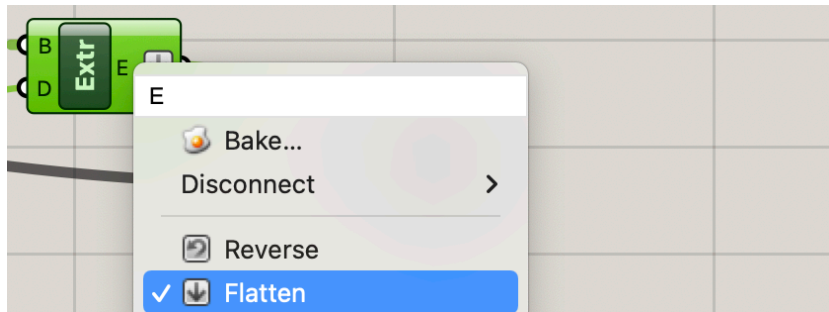 B
Extr
E
D
E
Bake...
Disconnect
Reverse
Flatten